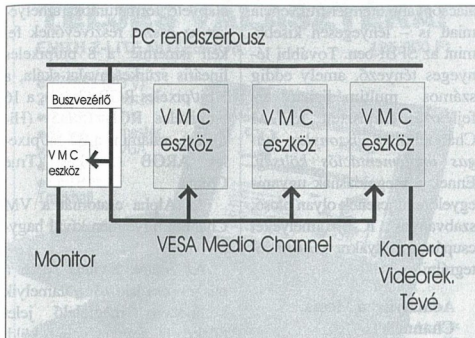 PC rendszerbusz
Buszvezérlő
VMC
eszköz
VMC
eszköz
VMC
eszköz
VMC
eszköz
VESA Media Channel
Monitor
Kamera
Videorek.
Tévé